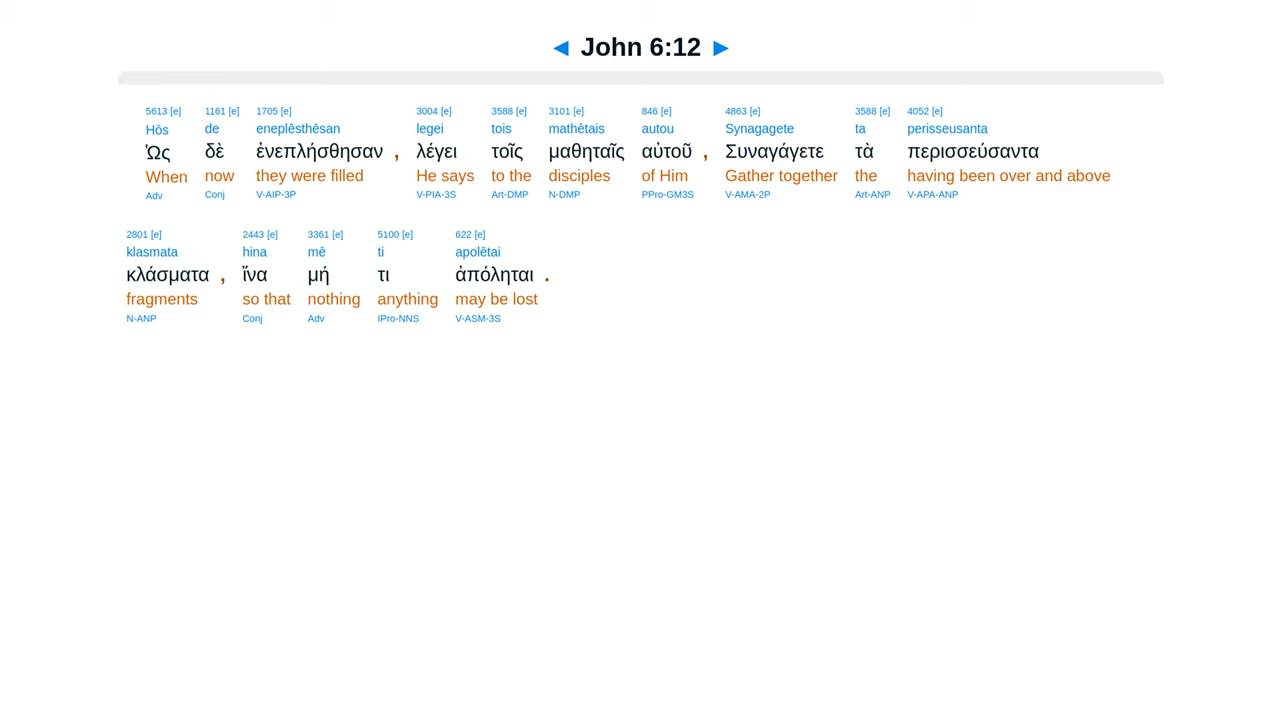 ◄ John 6:12 ►
5613 [e] 1161 [e] 1705 [e] 3004 [e] 3588 [e] 3101 [e] 846 [e] 4863 [e] 3588 [e] 4052 [e]
Hōs de eneplēsthēsan legei tois mathētais autou Synagagete ta perisseusanta
Ὡς δὲ ἐνεπλήσθησαν , λέγει τοῖς μαθηταῖς αὐτοῦ , Συναγάγετε τὰ περισσεύσαντα
When now they were filled He says to the disciples of Him Gather together the having been over and above
Adv Conj V-AIP-3P V-PIA-3S Art-DMP N-DMP PPro-GM3S V-AMA-2P Art-ANP V-APA-ANP
2801 [e] 2443 [e] 3361 [e] 5100 [e] 622 [e]
klasmata hina mē ti apolētai
κλάσματα , ἵνα μή τι ἀπόληται .
fragments so that nothing anything may be lost
N-ANP Conj Adv IPro-NNS V-ASM-3S